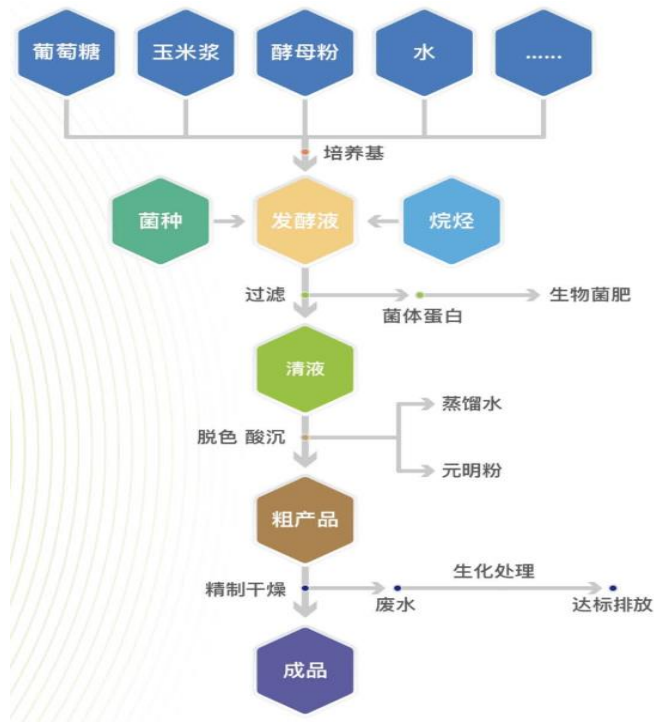 葡萄糖
玉米浆
酵母粉
水
......
培养基
菌种
发酵液
烷烃
过滤
菌体蛋白
生物菌肥
清液
脱色 酸沉
蒸馏水
元明粉
粗产品
精制干燥
废水
生化处理
达标排放
成品